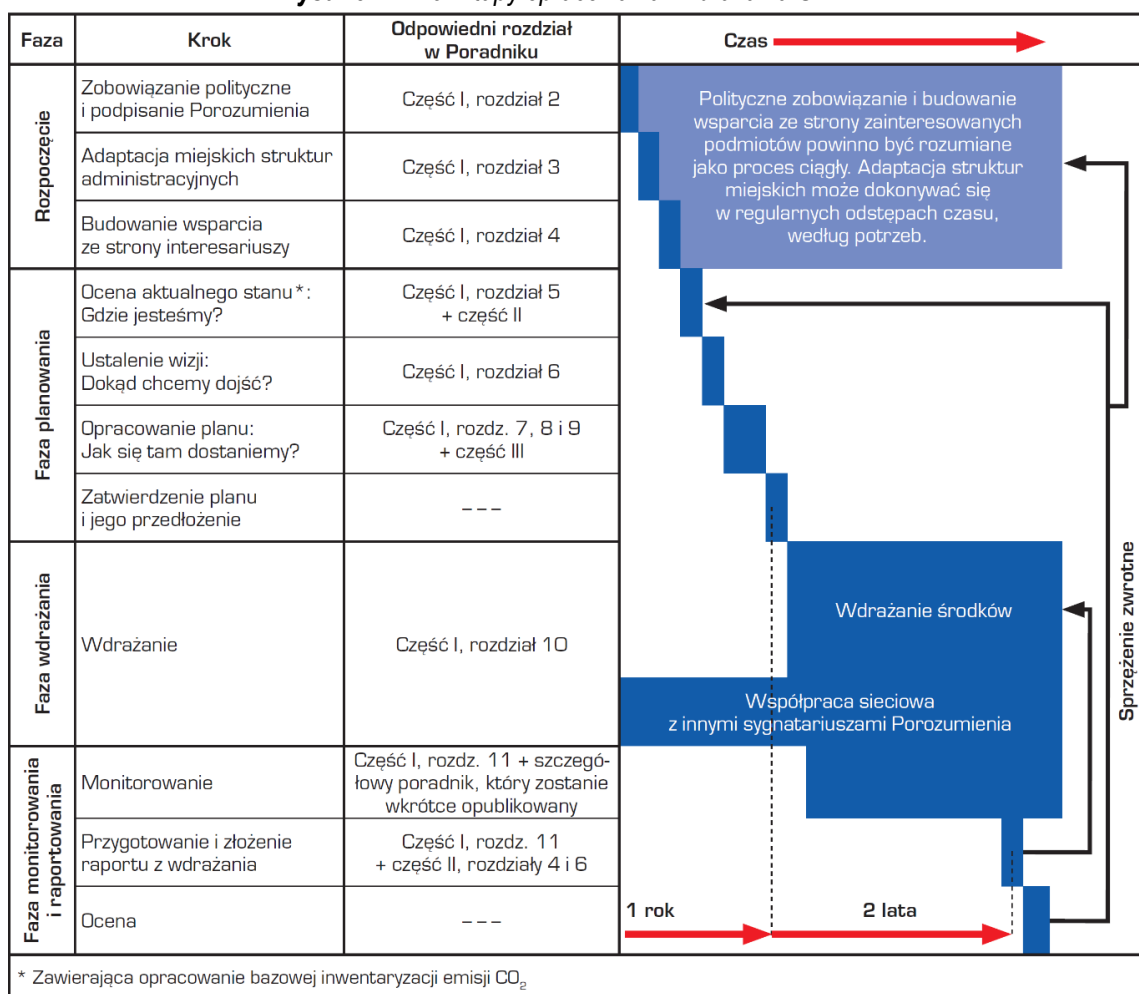 Faza
Krok
Odpowiedni rozdział
w Poradniku
Czas
Rozpoczęcie
Zobowiązanie polityczne
i podpisanie Porozumienia
Część I, rozdział 2
Adaptacja miejskich struktur
administracyjnych
Część I, rozdział 3
Budowanie wsparcia
ze strony interesariuszy
Część I, rozdział 4
Polityczne zobowiązanie i budowanie
wsparcia ze strony zainteresowanych
podmiotów powinno być rozumiane
jako proces ciągły. Adaptacja struktur
miejskich może dokonywać się
w regularnych odstępach czasu,
według potrzeb.
Faza planowania
Ocena aktualnego stanu*:
Gdzie jesteśmy?
Część I, rozdział 5
+ część II
Ustalenie wizji:
Dokąd chcemy dojść?
Część I, rozdział 6
Opracowanie planu:
Jak się tam dostaniemy?
Część I, rozdz. 7, 8 i 9
+ część III
Zatwierdzenie planu
i jego przedłożenie
– – –
Faza wdrażania
Wdrażanie
Część I, rozdział 10
Wdrażanie środków
Współpraca sieciowa
z innymi sygnatariuszami Porozumienia
Sprzężenie zwrotne
Faza monitorowania
i raportowania
Monitorowanie
Część I, rozdz. 11 + szczegó-
łowy poradnik, który zostanie
wkrótce opublikowany
Przygotowanie i złożenie
raportu z wdrażania
Część I, rozdz. 11
+ część II, rozdziały 4 i 6
Ocena
– – –
1 rok
2 lata
* Zawierająca opracowanie bazowej inwentaryzacji emisji CO₂